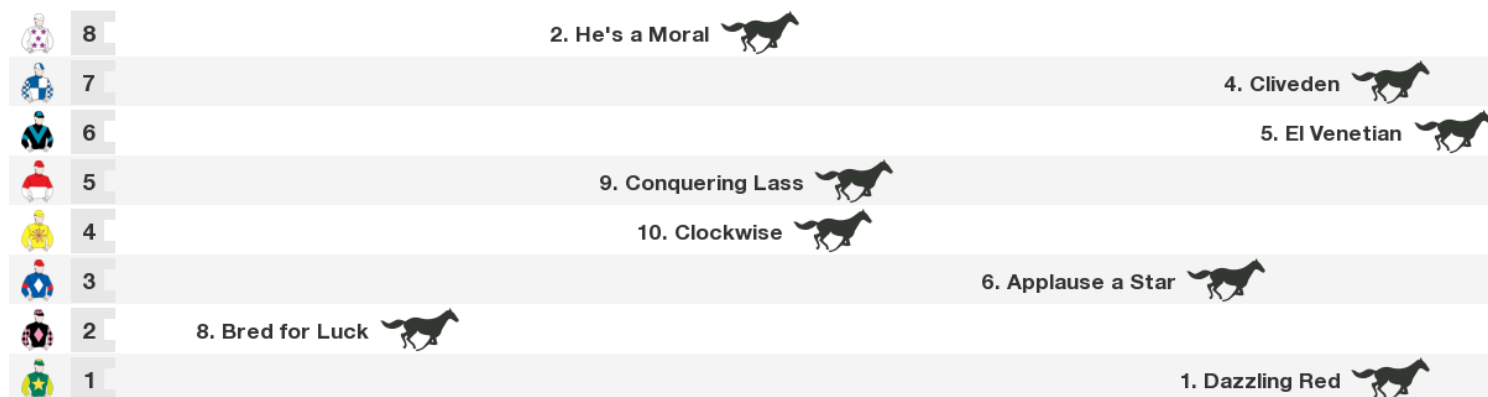 8 2. He's a Moral
7 4. Cliveden
6 5. El Venetian
5 9. Conquering Lass
4 10. Clockwise
3 6. Applause a Star
2 8. Bred for Luck
1 1. Dazzling Red